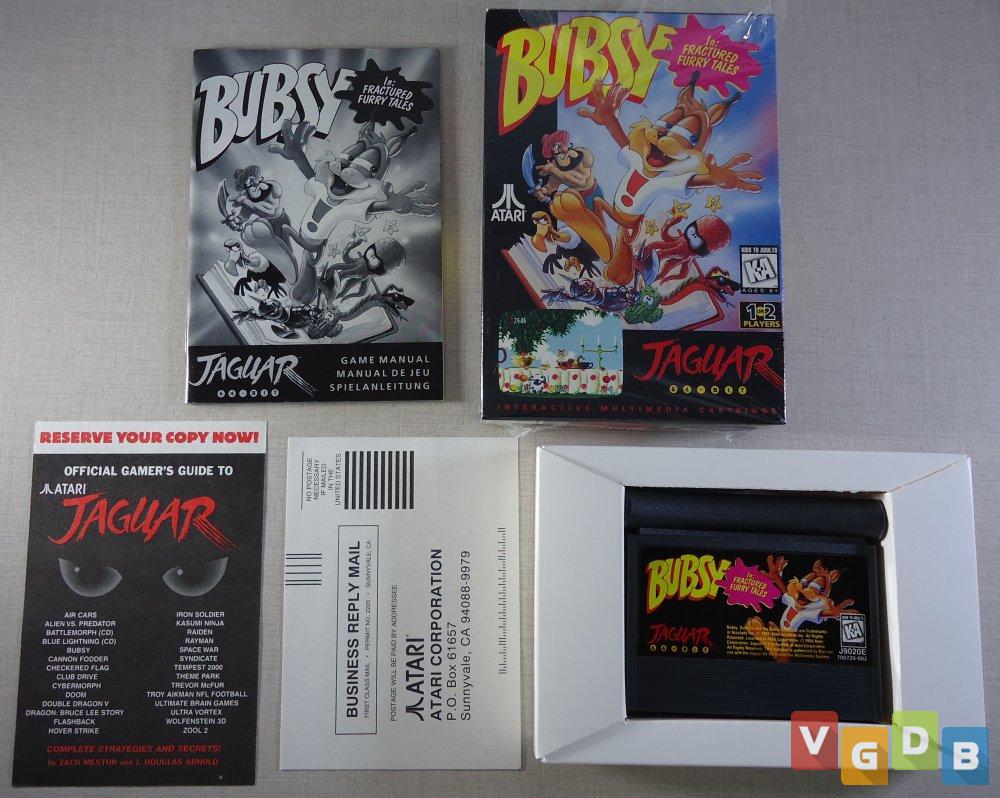 BUBSY
In:
FRACTURED
FURRY TALES
JAGUAR
64-BIT
GAME MANUAL
MANUAL DE JEU
SPIELANLEITUNG
BUBSY
In:
FRACTURED
FURRY TALES
ATARI
KIDS TO ADULTS
K-A
AGES 6+
1 OR 2
PLAYERS
JAGUAR
64-BIT
INTERACTIVE MULTIMEDIA CARTRIDGE
RESERVE YOUR COPY NOW!
OFFICIAL GAMER'S GUIDE TO
ATARI
JAGUAR
AIR CARS
ALIEN VS. PREDATOR
BATTLEMORPH (CD)
BLUE LIGHTNING (CD)
BUBSY
CANNON FODDER
CHECKERED FLAG
CLUB DRIVE
CYBERMORPH
DOOM
DOUBLE DRAGON V
DRAGON: BRUCE LEE STORY
FLASHBACK
HOVER STRIKE
IRON SOLDIER
KASUMI NINJA
RAIDEN
RAYMAN
SPACE WAR
SYNDICATE
TEMPEST 2000
THEME PARK
TREVOR McFUR
TROY AIKMAN NFL FOOTBALL
ULTIMATE BRAIN GAMES
ULTRA VORTEX
WOLFENSTEIN 3D
ZOOL 2
COMPLETE STRATEGIES AND SECRETS!
by ZACH MESTON and J. DOUGLAS ARNOLD
NO POSTAGE
NECESSARY
IF MAILED
IN THE
UNITED STATES
BUSINESS REPLY MAIL
FIRST CLASS MAIL • PERMIT NO. 2220 • SUNNYVALE, CA
POSTAGE WILL BE PAID BY ADDRESSEE
ATARI
ATARI CORPORATION
P.O. Box 61657
Sunnyvale, CA 94088-9979
BUBSY
In:
FRACTURED
FURRY TALES
JAGUAR
64-BIT
K-A
J9020E
700720-002
VGDB